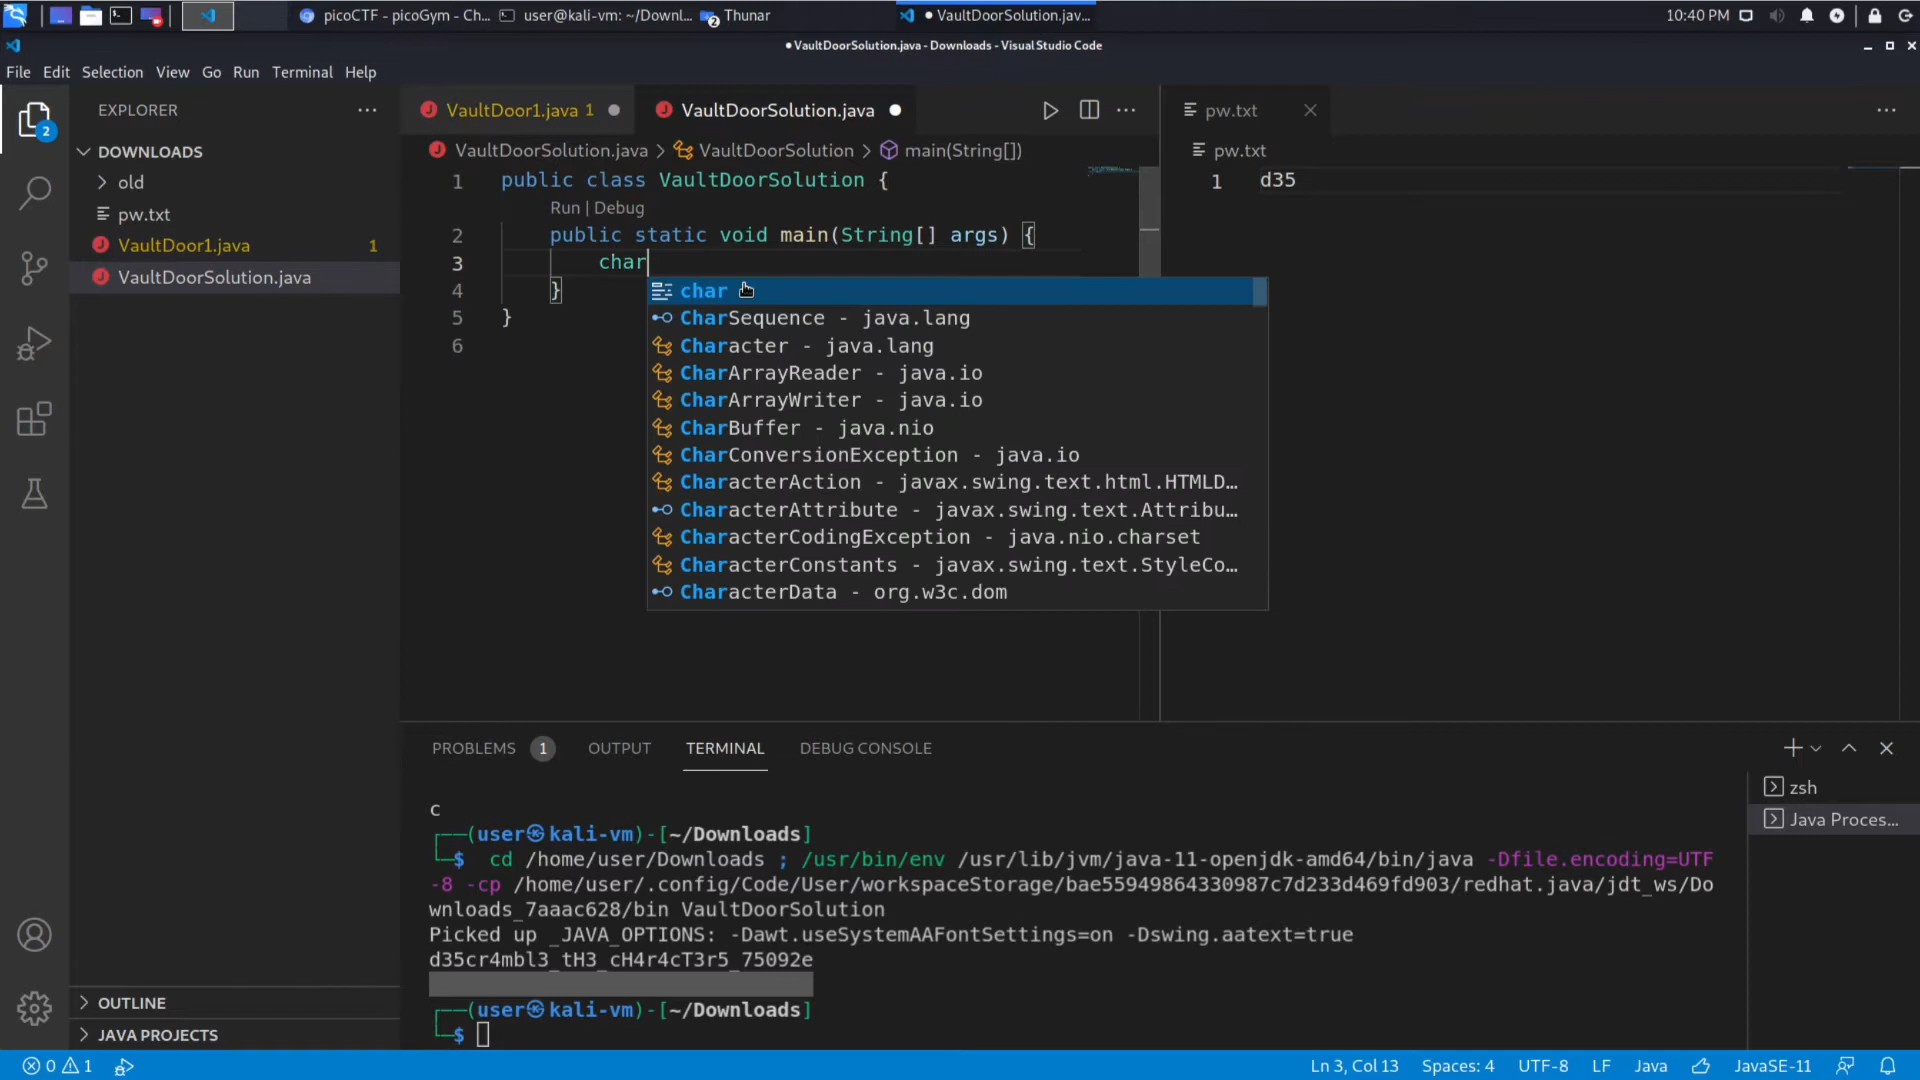 picoCTF - picoGym - Ch...
user@kali-vm: ~/Downl...
2
Thunar
VaultDoorSolution.jav...
10:40 PM
VaultDoorSolution.java - Downloads - Visual Studio Code
File Edit Selection View Go Run Terminal Help
2
EXPLORER
DOWNLOADS
old
pw.txt
VaultDoor1.java 1
VaultDoorSolution.java
OUTLINE
JAVA PROJECTS
VaultDoor1.java 1
VaultDoorSolution.java
VaultDoorSolution.java > VaultDoorSolution > main(String[])
1 public class VaultDoorSolution {
Run | Debug
2 public static void main(String[] args) {
3 char
4 }
5 }
6
char
CharSequence - java.lang
Character - java.lang
CharArrayReader - java.io
CharArrayWriter - java.io
CharBuffer - java.nio
CharConversionException - java.io
CharacterAction - javax.swing.text.html.HTMLD…
CharacterAttribute - javax.swing.text.Attribu…
CharacterCodingException - java.nio.charset
CharacterConstants - javax.swing.text.StyleCo…
CharacterData - org.w3c.dom
pw.txt
pw.txt
1 d35
PROBLEMS 1 OUTPUT TERMINAL DEBUG CONSOLE
c
┌──(user㉿kali-vm)-[~/Downloads]
└─$ cd /home/user/Downloads ; /usr/bin/env /usr/lib/jvm/java-11-openjdk-amd64/bin/java -Dfile.encoding=UTF
-8 -cp /home/user/.config/Code/User/workspaceStorage/bae55949864330987c7d233d469fd903/redhat.java/jdt_ws/Do
wnloads_7aaac628/bin VaultDoorSolution
Picked up _JAVA_OPTIONS: -Dawt.useSystemAAFontSettings=on -Dswing.aatext=true
d35cr4mbl3_tH3_cH4r4cT3r5_75092e
┌──(user㉿kali-vm)-[~/Downloads]
└─$
zsh
Java Proces...
0 1
Ln 3, Col 13 Spaces: 4 UTF-8 LF Java JavaSE-11